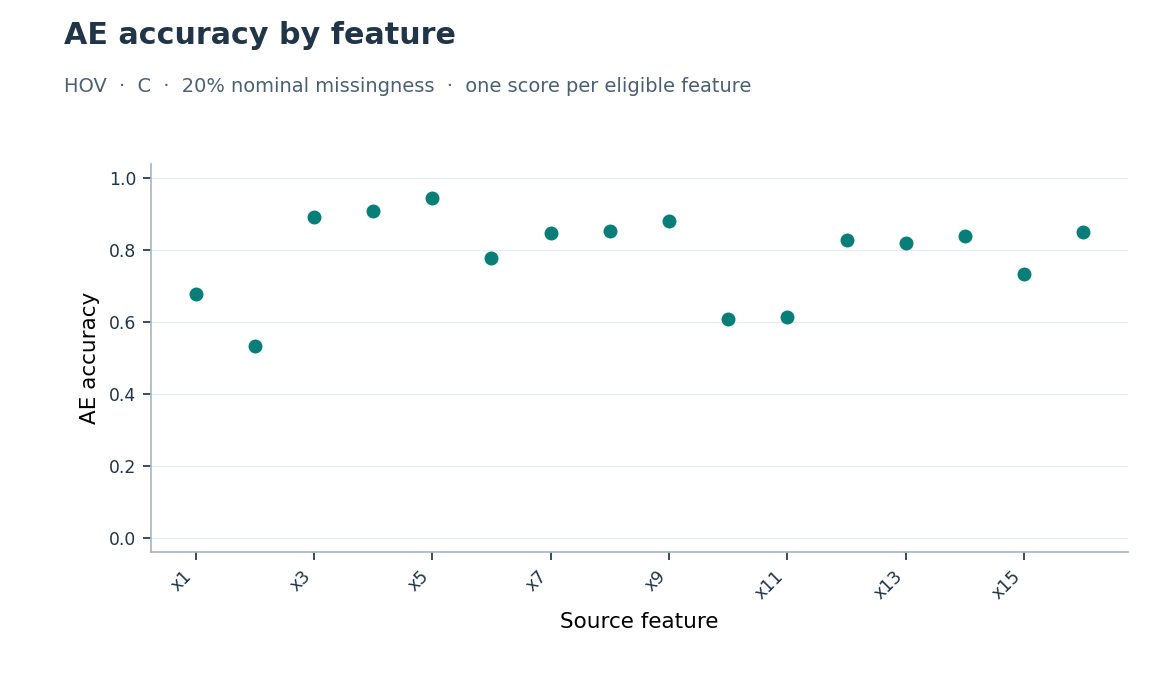 AE accuracy by feature
HOV · C · 20% nominal missingness · one score per eligible feature
1.0
0.8
0.6
0.4
0.2
0.0
AE accuracy
x1 x3 x5 x7 x9 x11 x13 x15
Source feature